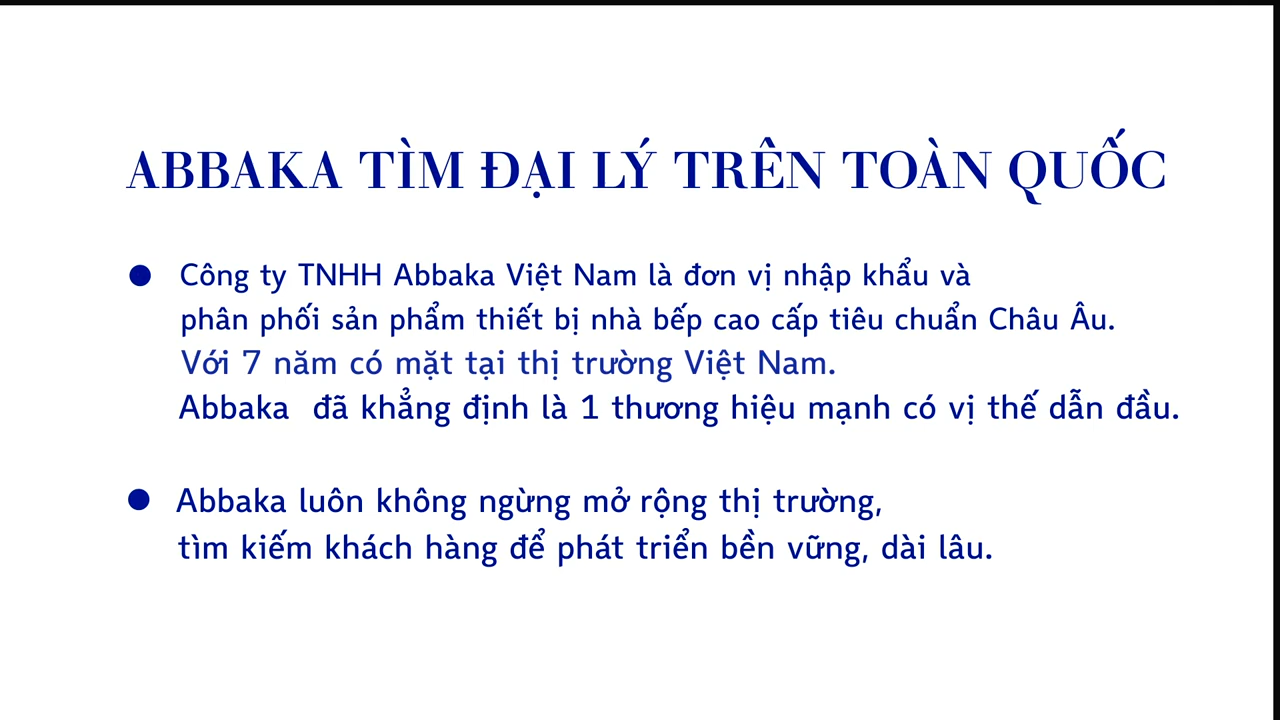 ABBAKA TÌM ĐẠI LÝ TRÊN TOÀN QUỐC
● Công ty TNHH Abbaka Việt Nam là đơn vị nhập khẩu và
phân phối sản phẩm thiết bị nhà bếp cao cấp tiêu chuẩn Châu Âu.
Với 7 năm có mặt tại thị trường Việt Nam.
Abbaka đã khẳng định là 1 thương hiệu mạnh có vị thế dẫn đầu.
● Abbaka luôn không ngừng mở rộng thị trường,
tìm kiếm khách hàng để phát triển bền vững, dài lâu.